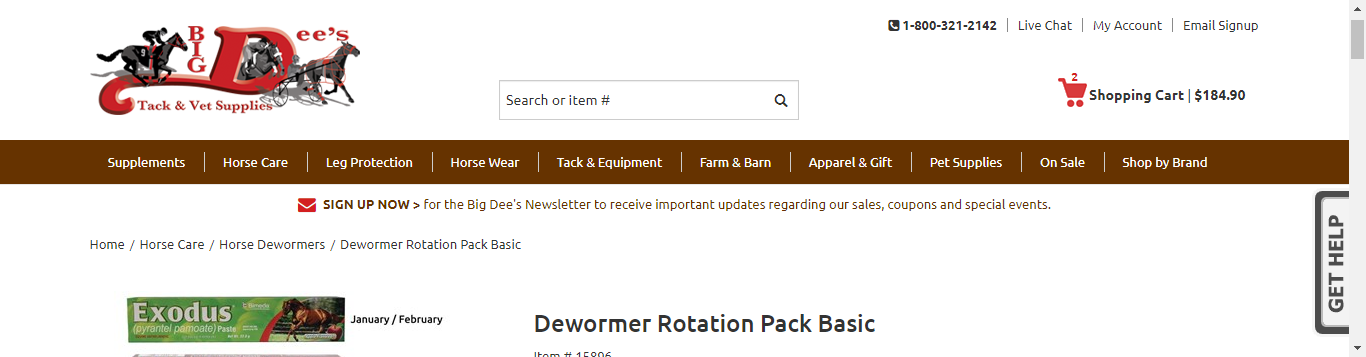 1-800-321-2142 | Live Chat | My Account | Email Signup
BIG Dee's
Tack & Vet Supplies
9
2
Search or item #
Shopping Cart | $184.90
Supplements | Horse Care | Leg Protection | Horse Wear | Tack & Equipment | Farm & Barn | Apparel & Gift | Pet Supplies | On Sale | Shop by Brand
SIGN UP NOW > for the Big Dee's Newsletter to receive important updates regarding our sales, coupons and special events.
GET HELP
Home / Horse Care / Horse Dewormers / Dewormer Rotation Pack Basic
Exodus
(pyrantel pamoate) Paste
January / February
Dewormer Rotation Pack Basic
Item # 15896